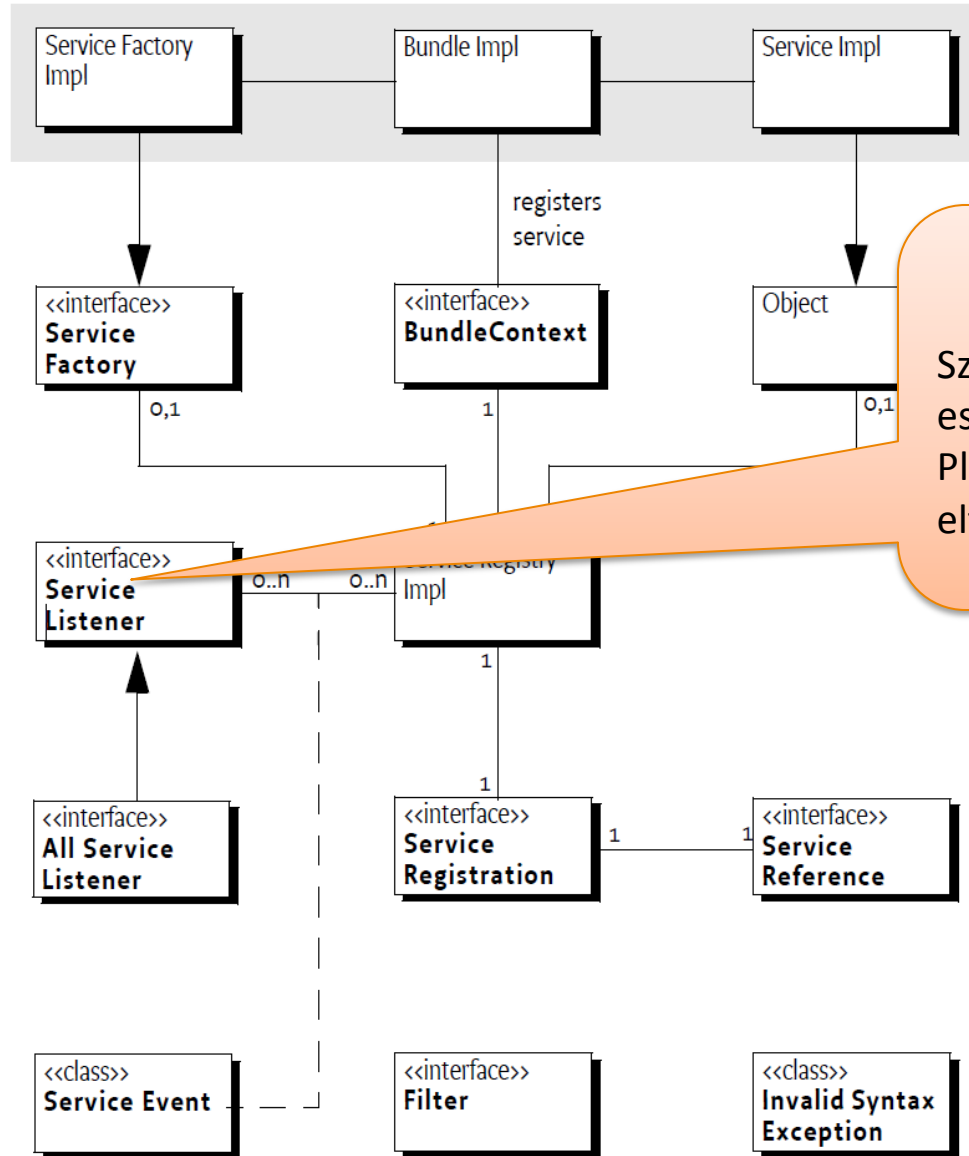 Service Factory
Impl
Bundle Impl
Service Impl
registers
service
<<interface>>
Service
Factory
<<interface>>
BundleContext
Object
0,1
1
0,1
<<interface>>
Service
Listener
0..n
0..n
Service Registry
Impl
1
1
<<interface>>
All Service
Listener
<<interface>>
Service
Registration
1
1
<<interface>>
Service
Reference
<<class>>
Service Event
<<interface>>
Filter
<<class>>
Invalid Syntax
Exception